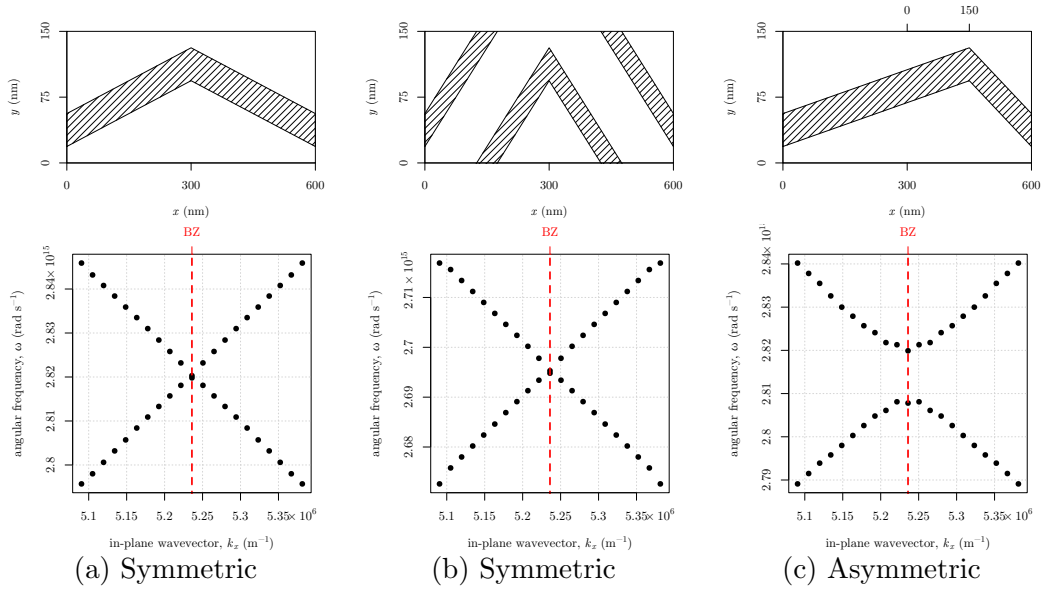 0 150
150
75
0
y (nm)
0 300 600
x (nm)
150
75
0
y (nm)
0 300 600
x (nm)
150
75
0
y (nm)
0 300 600
x (nm)
BZ
2.84× 10¹⁵
2.83
2.82
2.81
2.8
angular frequency, ω (rad s⁻¹)
5.1 5.15 5.2 5.25 5.3 5.35× 10⁶
in-plane wavevector, kₓ (m⁻¹)
(a) Symmetric
BZ
2.71× 10¹⁵
2.7
2.69
2.68
angular frequency, ω (rad s⁻¹)
5.1 5.15 5.2 5.25 5.3 5.35× 10⁶
in-plane wavevector, kₓ (m⁻¹)
(b) Symmetric
BZ
2.84× 10¹
2.83
2.82
2.81
2.8
2.79
angular frequency, ω (rad s⁻¹)
5.1 5.15 5.2 5.25 5.3 5.35× 10⁶
in-plane wavevector, kₓ (m⁻¹)
(c) Asymmetric